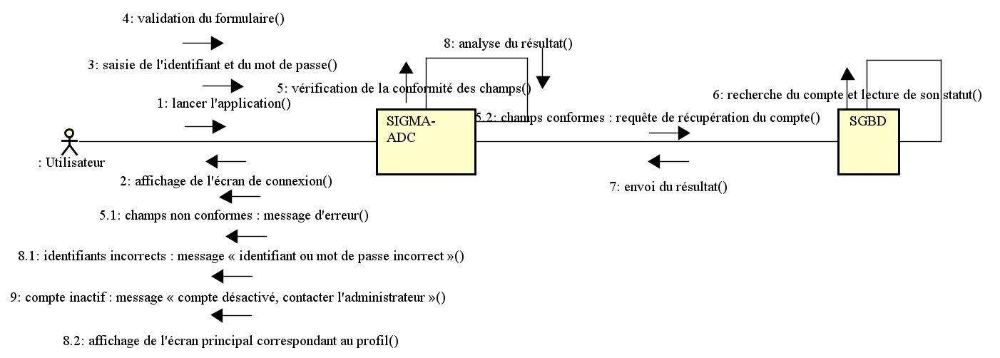 4: validation du formulaire()
8: analyse du résultat()
3: saisie de l'identifiant et du mot de passe()
5: vérification de la conformité des champs()
6: recherche du compte et lecture de son statut()
1: lancer l'application()
5.2: champs conformes : requête de récupération du compte()
SIGMA-
ADC
SGBD
: Utilisateur
2: affichage de l'écran de connexion()
7: envoi du résultat()
5.1: champs non conformes : message d'erreur()
8.1: identifiants incorrects : message « identifiant ou mot de passe incorrect »()
9: compte inactif : message « compte désactivé, contacter l'administrateur »()
8.2: affichage de l'écran principal correspondant au profil()